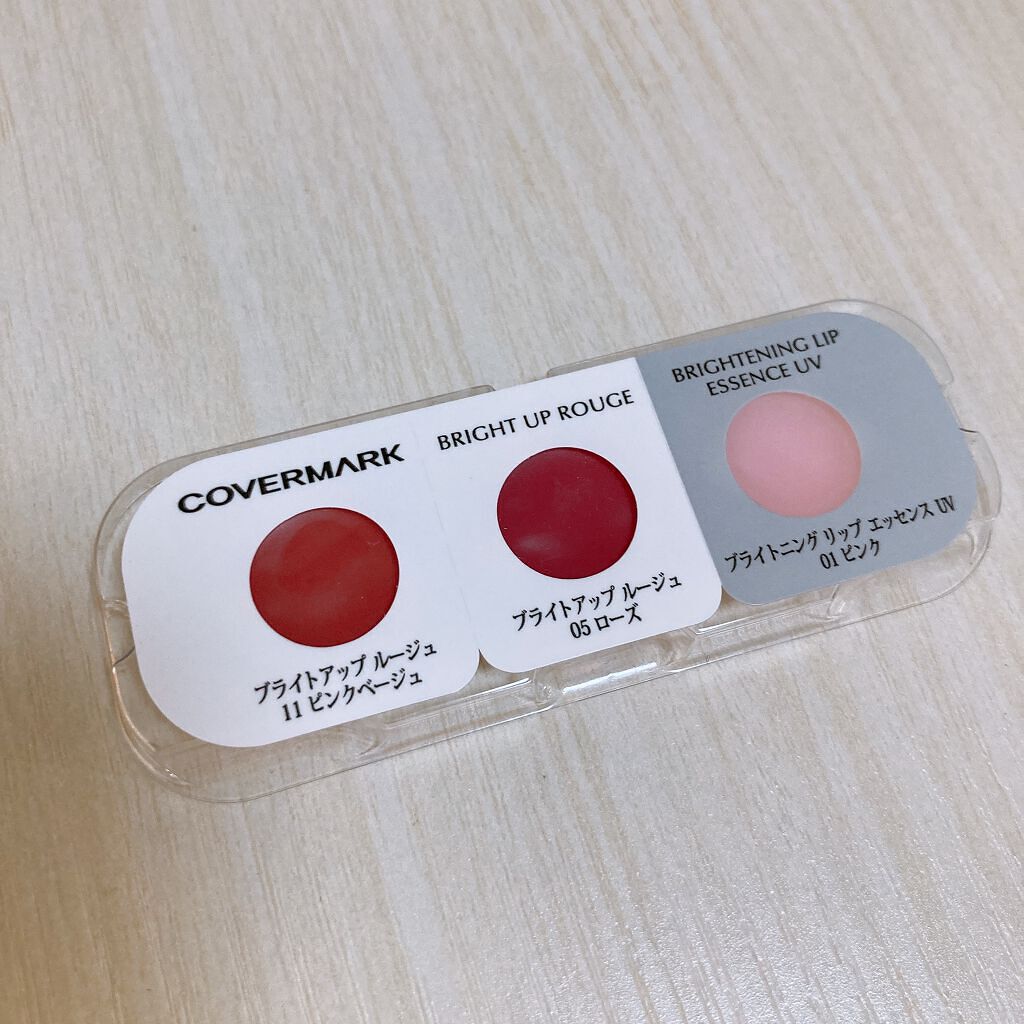 COVERMARK
ブライトアップ ルージュ
11 ピンクベージュ
BRIGHT UP ROUGE
ブライトアップ ルージュ
05 ローズ
BRIGHTENING LIP
ESSENCE UV
ブライトニング リップ エッセンス UV
01 ピンク